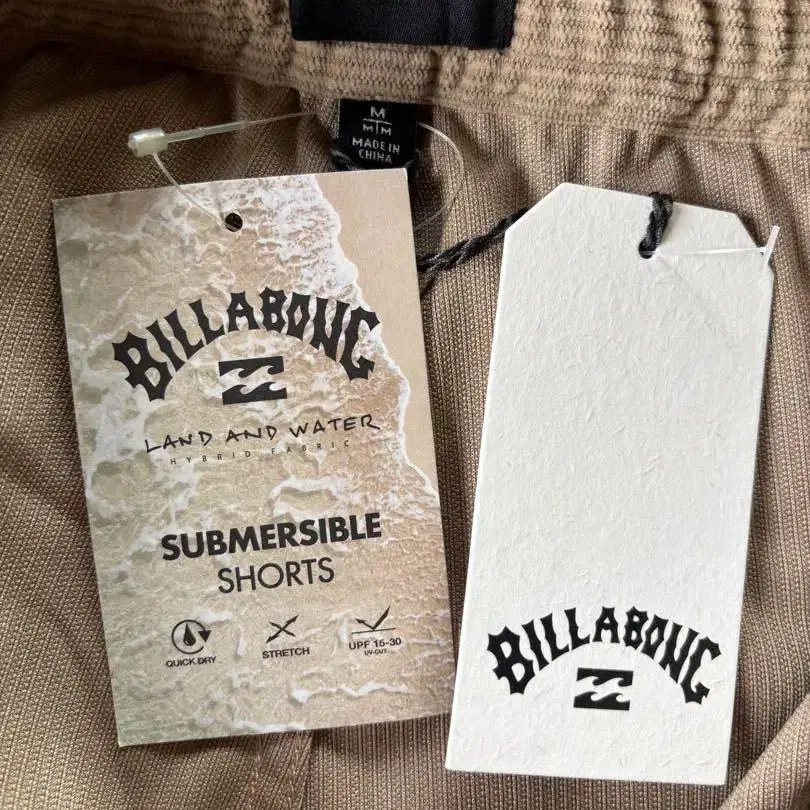 M
M M
MADE IN
CHINA
BILLABONG
LAND AND WATER
HYBRID FABRIC
SUBMERSIBLE
SHORTS
QUICK DRY
STRETCH
UPF 15-30
UV-CUT
BILLABONG